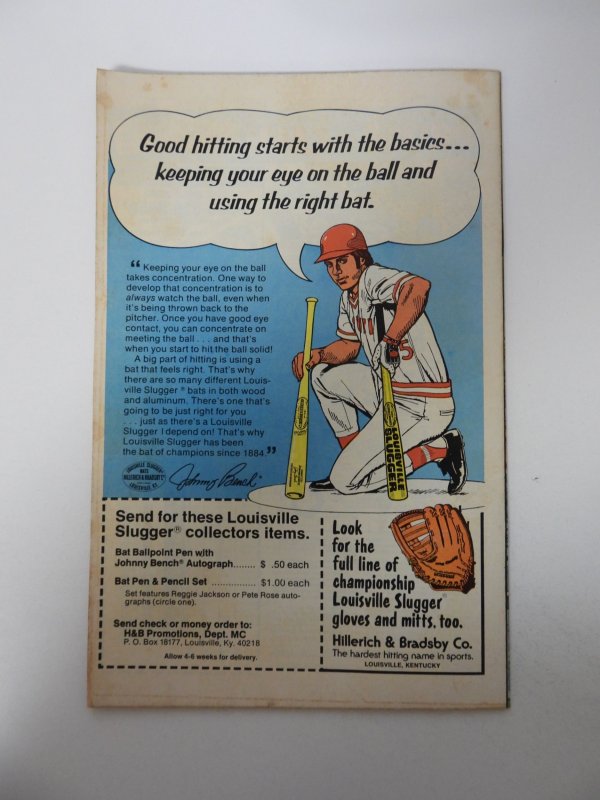 Good hitting starts with the basics...
keeping your eye on the ball and
using the right bat.
“ Keeping your eye on the ball
takes concentration. One way to
develop that concentration is to
always watch the ball, even when
it's being thrown back to the
pitcher. Once you have good eye
contact, you can concentrate on
meeting the ball . . . and that's
when you start to hit the ball solid!
A big part of hitting is using a
bat that feels right. That's why
there are so many different Louis-
ville Slugger® bats in both wood
and aluminum. There's one that's
going to be just right for you
. . . just as there's a Louisville
Slugger I depend on! That's why
Louisville Slugger has been
the bat of champions since 1884.”
LOUISVILLE SLUGGER
BATS
HILLERICH & BRADSBY Co
LOUISVILLE, KY.
Johnny Bench
5
LOUISVILLE
SLUGGER
Send for these Louisville
Slugger® collectors items.
Bat Ballpoint Pen with
Johnny Bench® Autograph........ $ .50 each
Bat Pen & Pencil Set ............... $1.00 each
Set features Reggie Jackson or Pete Rose auto-
graphs (circle one).
Send check or money order to:
H&B Promotions, Dept. MC
P. O. Box 18177, Louisville, Ky. 40218
Allow 4-6 weeks for delivery.
Look
for the
full line of
championship
Louisville Slugger®
gloves and mitts, too.
Hillerich & Bradsby Co.
The hardest hitting name in sports.
LOUISVILLE, KENTUCKY